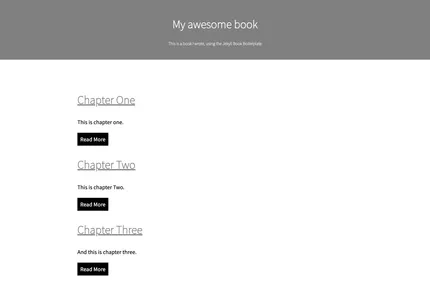 My awesome book
This is a book I wrote, using the Jekyll Book Boilerplate.
Chapter One
This is chapter one.
Read More
Chapter Two
This is chapter Two.
Read More
Chapter Three
And this is chapter three.
Read More